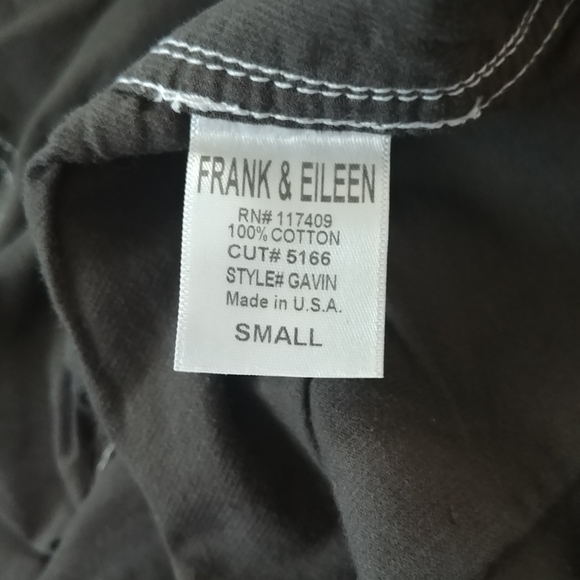 FRANK & EILEEN
RN# 117409
100% COTTON
CUT# 5166
STYLE# GAVIN
Made in U.S.A.
SMALL